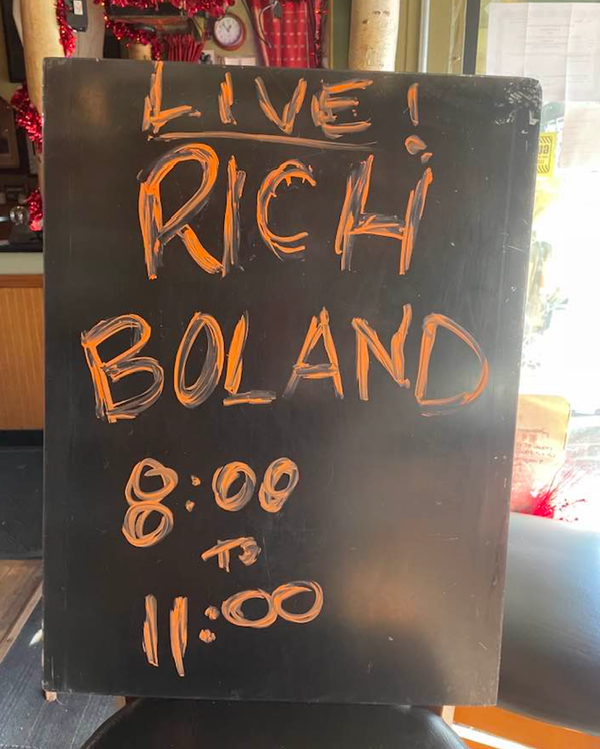 LIVE!
RICH
BOLAND
8:00
TO
11:00